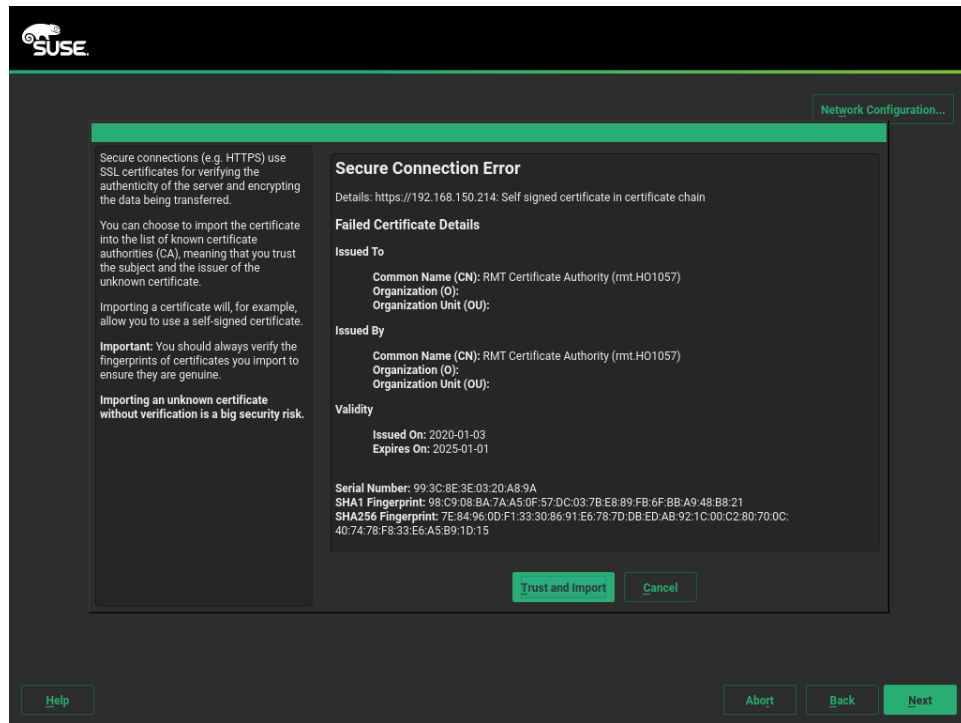 SUSE.
Network Configuration...
Secure connections (e.g. HTTPS) use
SSL certificates for verifying the
authenticity of the server and encrypting
the data being transferred.
You can choose to import the certificate
into the list of known certificate
authorities (CA), meaning that you trust
the subject and the issuer of the
unknown certificate.
Importing a certificate will, for example,
allow you to use a self-signed certificate.
Important: You should always verify the
fingerprints of certificates you import to
ensure they are genuine.
Importing an unknown certificate
without verification is a big security risk.
Secure Connection Error
Details: https://192.168.150.214: Self signed certificate in certificate chain
Failed Certificate Details
Issued To
Common Name (CN): RMT Certificate Authority (rmt.HO1057)
Organization (O):
Organization Unit (OU):
Issued By
Common Name (CN): RMT Certificate Authority (rmt.HO1057)
Organization (O):
Organization Unit (OU):
Validity
Issued On: 2020-01-03
Expires On: 2025-01-01
Serial Number: 99:3C:8E:3E:03:20:A8:9A
SHA1 Fingerprint: 98:C9:08:BA:7A:A5:0F:57:DC:03:7B:E8:89:FB:6F:BB:A9:48:B8:21
SHA256 Fingerprint: 7E:84:96:0D:F1:33:30:86:91:E6:78:7D:DB:ED:AB:92:1C:00:C2:80:70:0C:
40:74:78:F8:33:E6:A5:B9:1D:15
Trust and Import
Cancel
Help
Abort
Back
Next